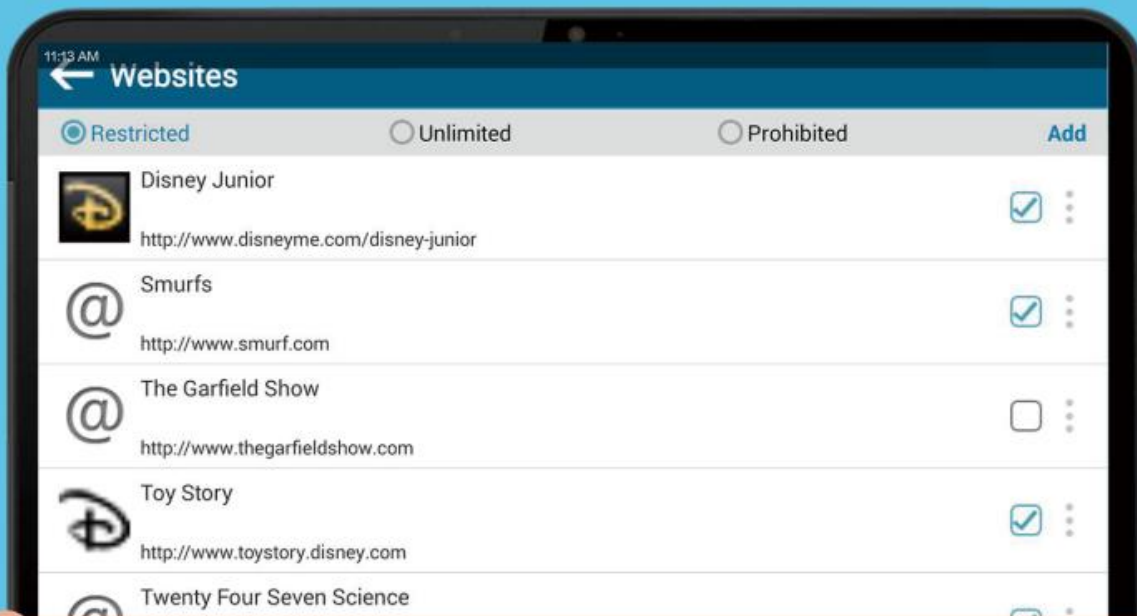 11:13 AM
Websites
Restricted Unlimited Prohibited Add
Disney Junior
http://www.disneyme.com/disney-junior
@ Smurfs
http://www.smurf.com
@ The Garfield Show
http://www.thegarfieldshow.com
Toy Story
http://www.toystory.disney.com
@ Twenty Four Seven Science